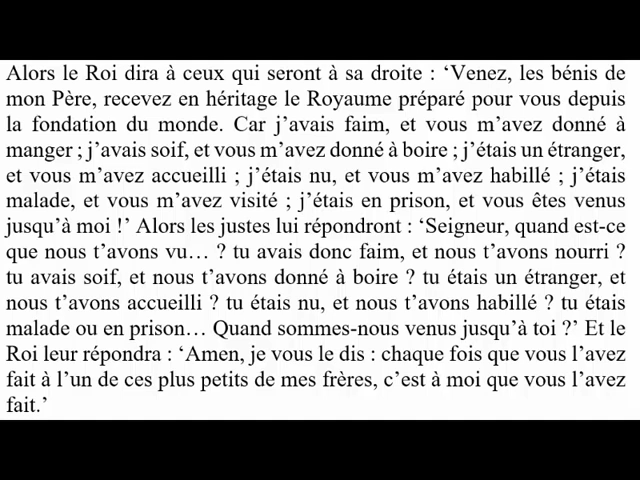 Alors le Roi dira à ceux qui seront à sa droite : ‘Venez, les bénis de
mon Père, recevez en héritage le Royaume préparé pour vous depuis
la fondation du monde. Car j’avais faim, et vous m’avez donné à
manger ; j’avais soif, et vous m’avez donné à boire ; j’étais un étranger,
et vous m’avez accueilli ; j’étais nu, et vous m’avez habillé ; j’étais
malade, et vous m’avez visité ; j’étais en prison, et vous êtes venus
jusqu’à moi !’ Alors les justes lui répondront : ‘Seigneur, quand est-ce
que nous t’avons vu… ? tu avais donc faim, et nous t’avons nourri ?
tu avais soif, et nous t’avons donné à boire ? tu étais un étranger, et
nous t’avons accueilli ? tu étais nu, et nous t’avons habillé ? tu étais
malade ou en prison… Quand sommes-nous venus jusqu’à toi ?’ Et le
Roi leur répondra : ‘Amen, je vous le dis : chaque fois que vous l’avez
fait à l’un de ces plus petits de mes frères, c’est à moi que vous l’avez
fait.’